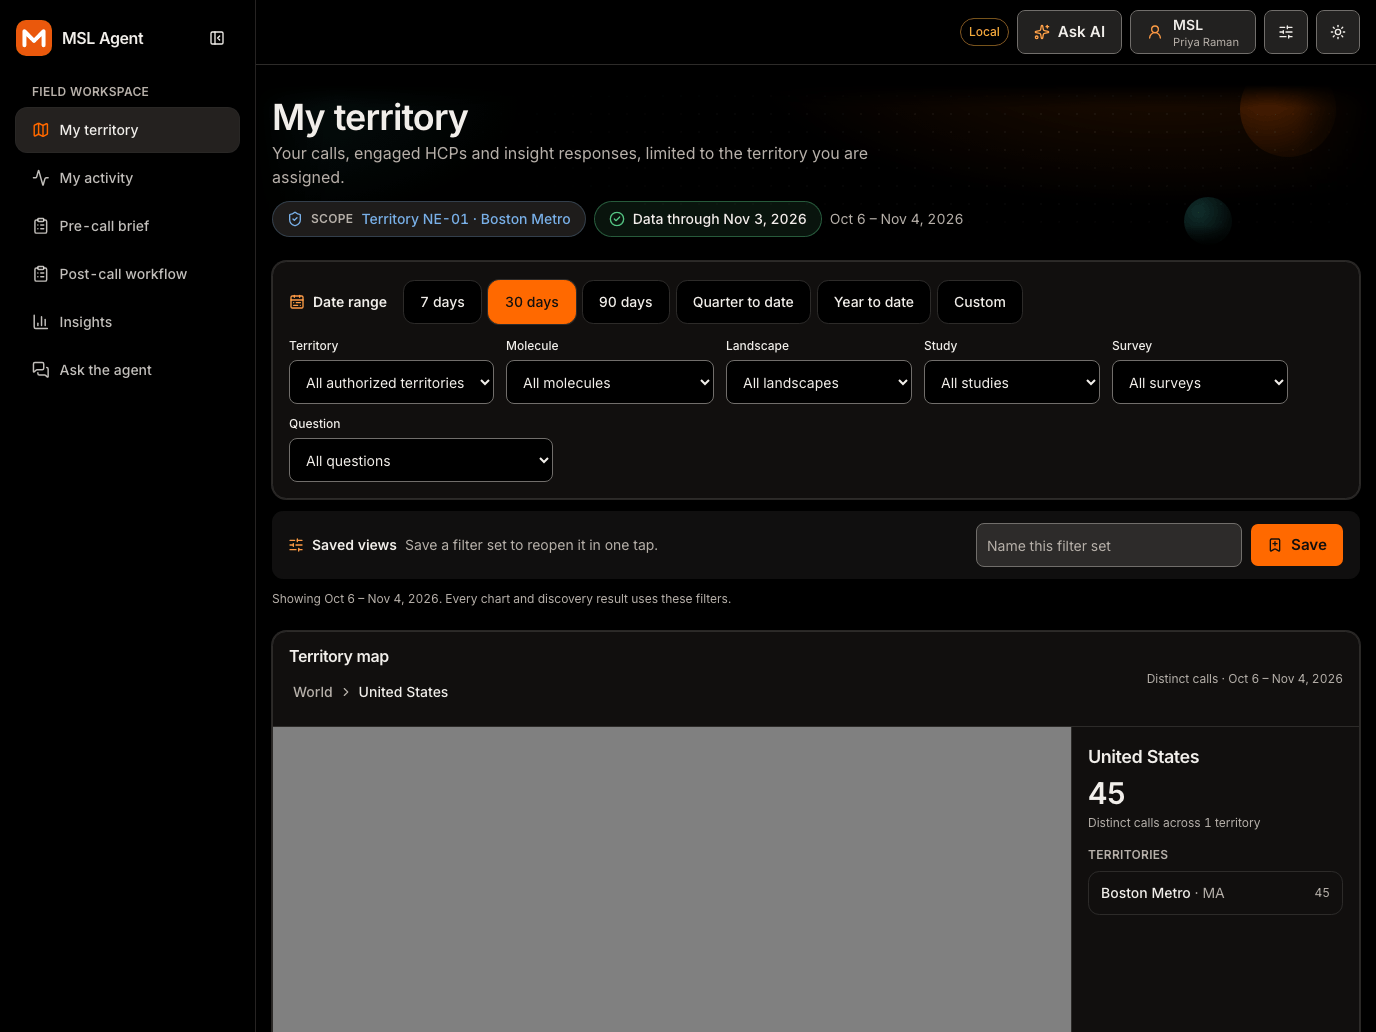 MSL Agent
FIELD WORKSPACE
My territory
My activity
Pre-call brief
Post-call workflow
Insights
Ask the agent
Local
Ask AI
MSL
Priya Raman
My territory
Your calls, engaged HCPs and insight responses, limited to the territory you are
assigned.
SCOPE Territory NE-01 · Boston Metro
Data through Nov 3, 2026
Oct 6 – Nov 4, 2026
Date range
7 days
30 days
90 days
Quarter to date
Year to date
Custom
Territory
All authorized territories
Molecule
All molecules
Landscape
All landscapes
Study
All studies
Survey
All surveys
Question
All questions
Saved views Save a filter set to reopen it in one tap.
Name this filter set
Save
Showing Oct 6 – Nov 4, 2026. Every chart and discovery result uses these filters.
Territory map
World > United States
Distinct calls · Oct 6 – Nov 4, 2026
United States
45
Distinct calls across 1 territory
TERRITORIES
Boston Metro · MA 45